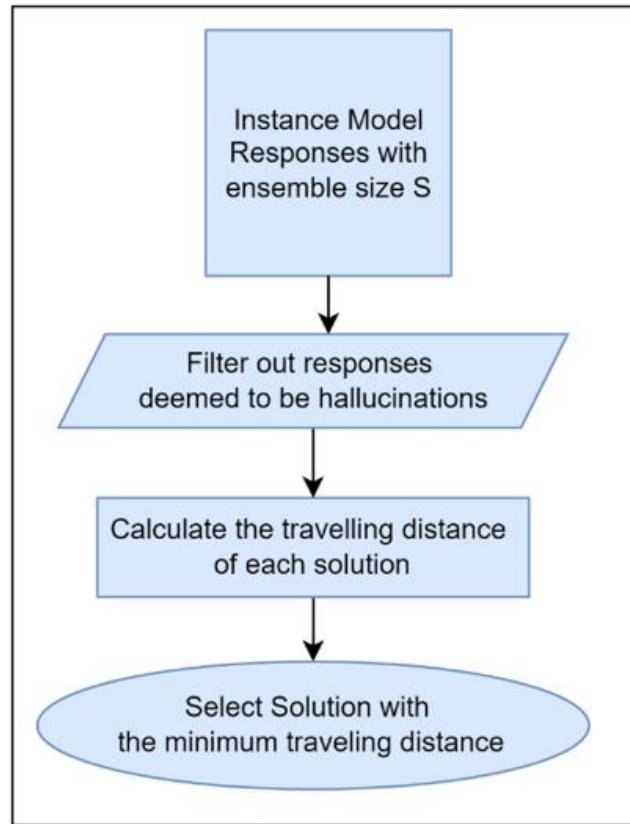 Instance Model
Responses with
ensemble size S
Filter out responses
deemed to be hallucinations
Calculate the travelling distance
of each solution
Select Solution with
the minimum traveling distance